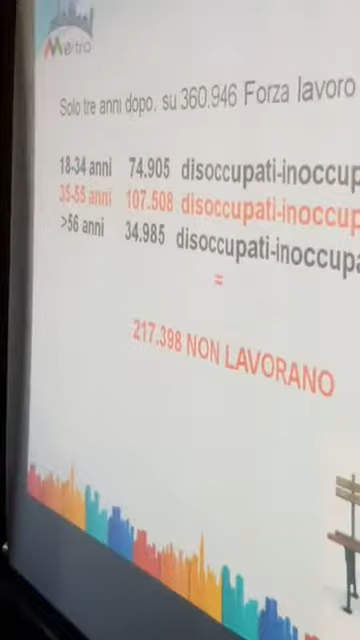 Metro
Solo tre anni dopo, su 360.946 Forza lavoro
18-34 anni 74.905 disoccupati-inoccup
35-55 anni 107.508 disoccupati-inoccup
>56 anni 34.985 disoccupati-inoccupa
=
217.398 NON LAVORANO